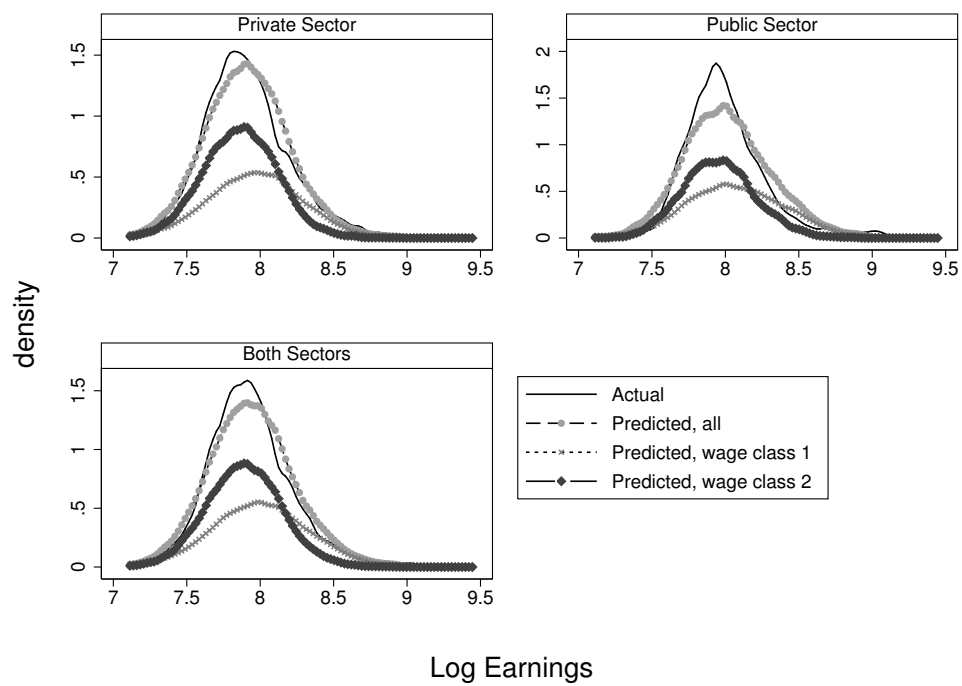 Private Sector
Public Sector
1.5
1
.5
0
7 7.5 8 8.5 9 9.5
2
1.5
1
.5
0
7 7.5 8 8.5 9 9.5
density
Both Sectors
1.5
1
.5
0
7 7.5 8 8.5 9 9.5
Actual
Predicted, all
Predicted, wage class 1
Predicted, wage class 2
Log Earnings